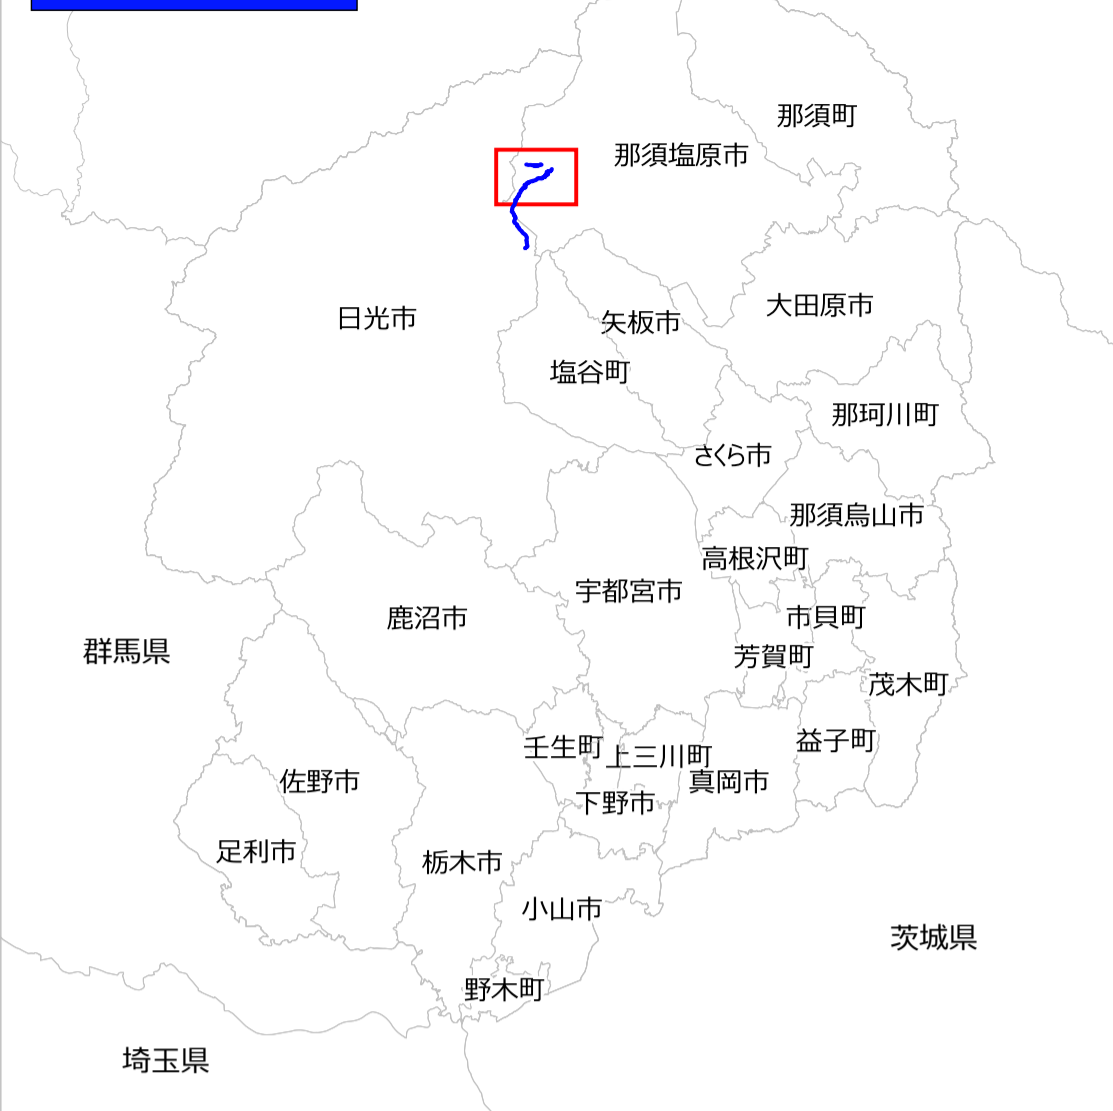 那須町
那須塩原市
大田原市
日光市
矢板市
塩谷町
那珂川町
さくら市
那須烏山市
高根沢町
宇都宮市
鹿沼市
市貝町
群馬県
芳賀町
茂木町
益子町
壬生町
上三川町
佐野市
真岡市
下野市
足利市
栃木市
小山市
茨城県
野木町
埼玉県